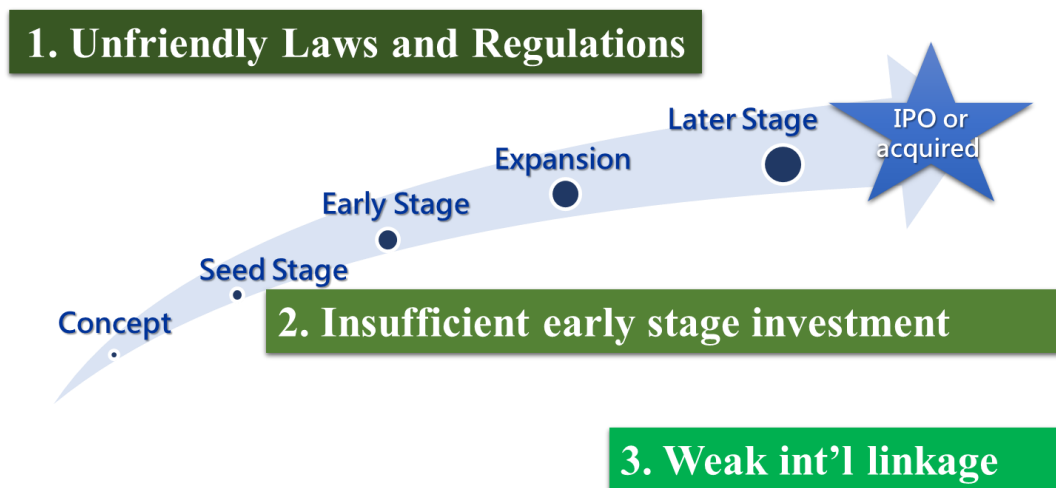 1. Unfriendly Laws and Regulations
Later Stage
IPO or
acquired
Expansion
Early Stage
Seed Stage
Concept
2. Insufficient early stage investment
3. Weak int’l linkage